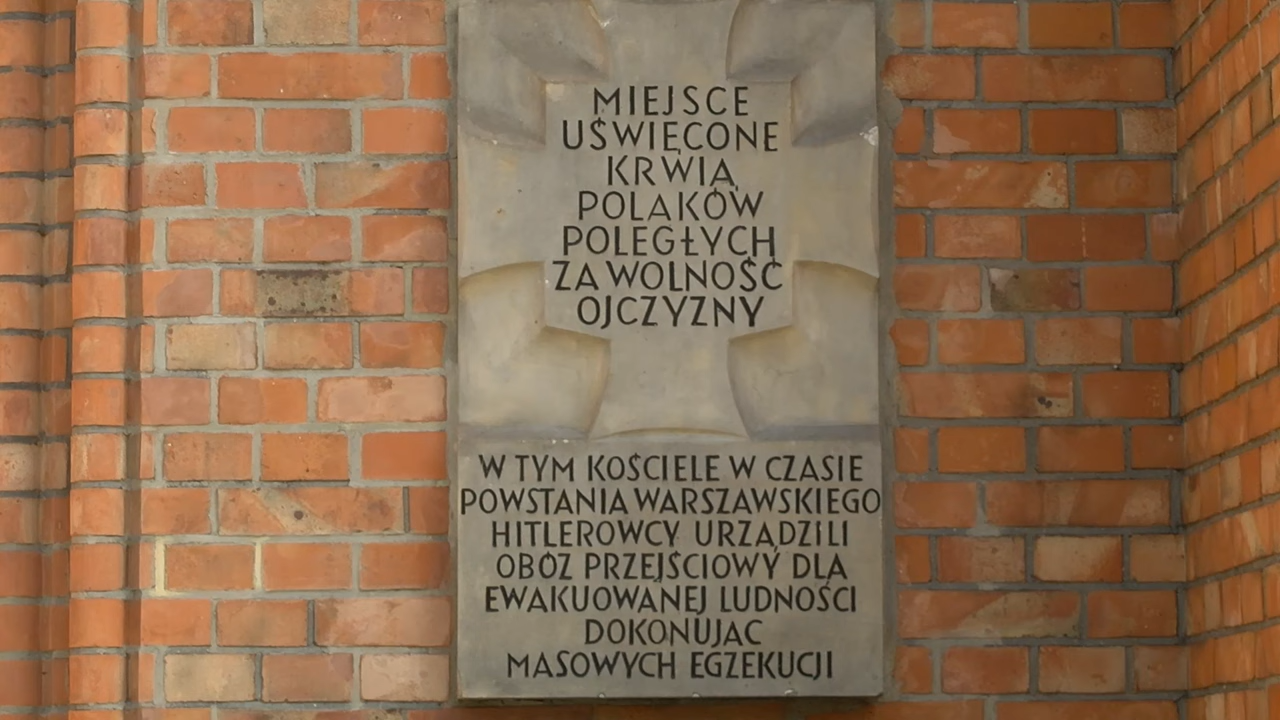 MIEJSCE
UŚWIĘCONE
KRWIĄ
POLAKÓW
POLEGŁYCH
ZA WOLNOŚĆ
OJCZYZNY
W TYM KOŚCIELE W CZASIE
POWSTANIA WARSZAWSKIEGO
HITLEROWCY URZĄDZILI
OBÓZ PRZEJŚCIOWY DLA
EWAKUOWANEJ LUDNOŚCI
DOKONUJAC
MASOWYCH EGZEKUCJI